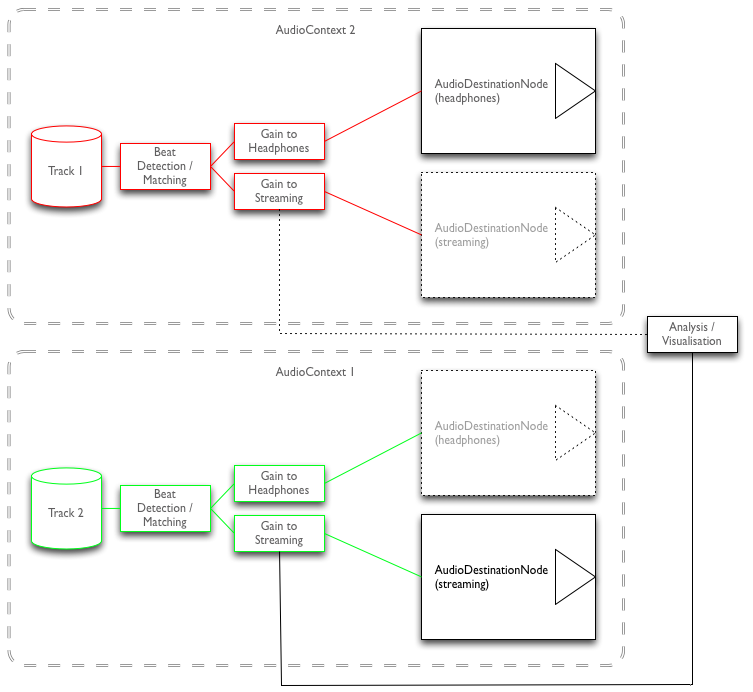 AudioContext 2
AudioDestinationNode
(headphones)
Gain to
Headphones
Beat
Detection /
Matching
Track 1
Gain to
Streaming
AudioDestinationNode
(streaming)
Analysis /
Visualisation
AudioContext 1
AudioDestinationNode
(headphones)
Gain to
Headphones
Beat
Detection /
Matching
Track 2
Gain to
Streaming
AudioDestinationNode
(streaming)